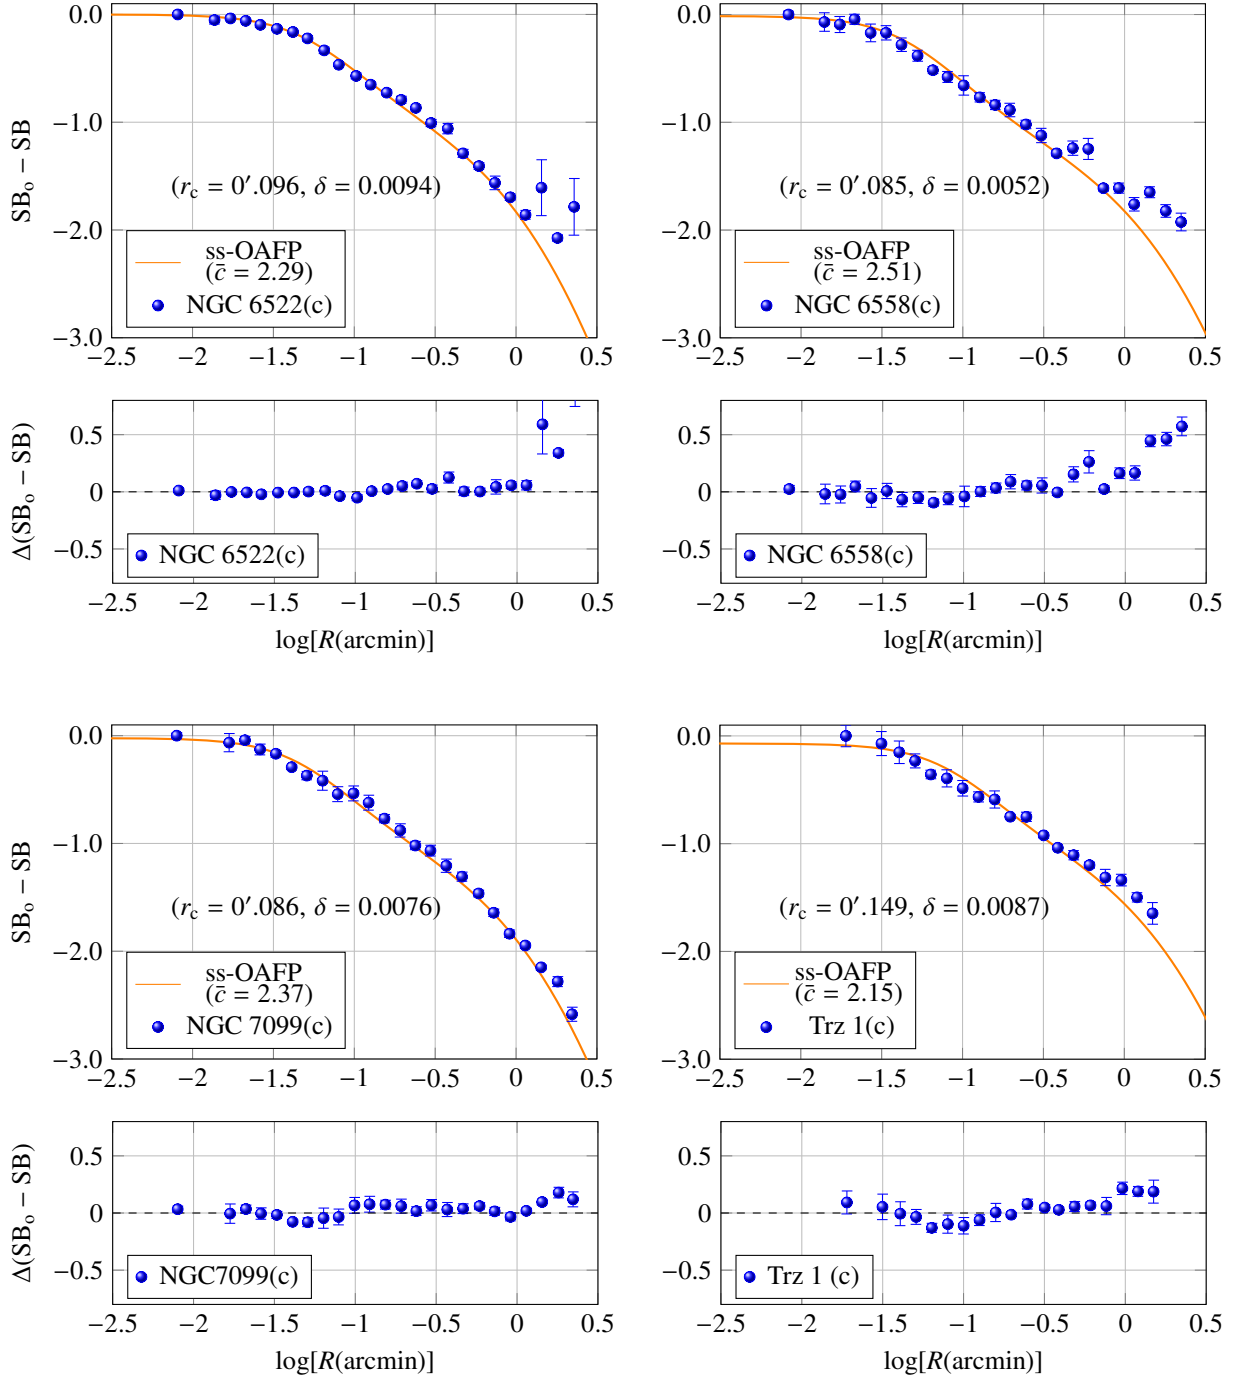 0.0
−1.0
−2.0
−3.0
SB₀ − SB
(r_c = 0′.096, δ = 0.0094)
ss-OAFP
(c̄ = 2.29)
NGC 6522(c)
−2.5 −2 −1.5 −1 −0.5 0 0.5
0.0
−1.0
−2.0
−3.0
(r_c = 0′.085, δ = 0.0052)
ss-OAFP
(c̄ = 2.51)
NGC 6558(c)
−2.5 −2 −1.5 −1 −0.5 0 0.5
0.5
0
−0.5
Δ(SB₀ − SB)
NGC 6522(c)
−2.5 −2 −1.5 −1 −0.5 0 0.5
log[R(arcmin)]
0.5
0
−0.5
NGC 6558(c)
−2.5 −2 −1.5 −1 −0.5 0 0.5
log[R(arcmin)]
0.0
−1.0
−2.0
−3.0
SB₀ − SB
(r_c = 0′.086, δ = 0.0076)
ss-OAFP
(c̄ = 2.37)
NGC 7099(c)
−2.5 −2 −1.5 −1 −0.5 0 0.5
0.0
−1.0
−2.0
−3.0
(r_c = 0′.149, δ = 0.0087)
ss-OAFP
(c̄ = 2.15)
Trz 1(c)
−2.5 −2 −1.5 −1 −0.5 0 0.5
0.5
0
−0.5
Δ(SB₀ − SB)
NGC7099(c)
−2.5 −2 −1.5 −1 −0.5 0 0.5
log[R(arcmin)]
0.5
0
−0.5
Trz 1 (c)
−2.5 −2 −1.5 −1 −0.5 0 0.5
log[R(arcmin)]